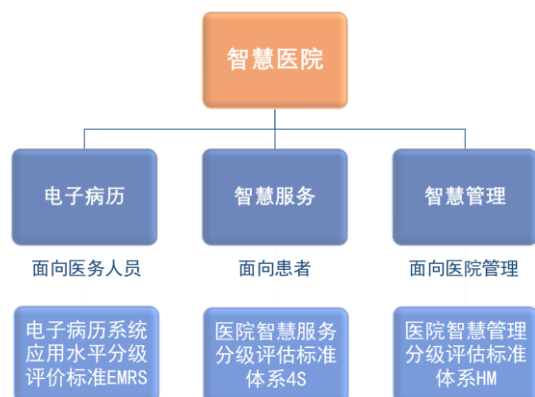 智慧医院
电子病历
智慧服务
智慧管理
面向医务人员
面向患者
面向医院管理
电子病历系统
应用水平分级
评价标准EMRS
医院智慧服务
分级评估标准
体系4S
医院智慧管理
分级评估标准
体系HM